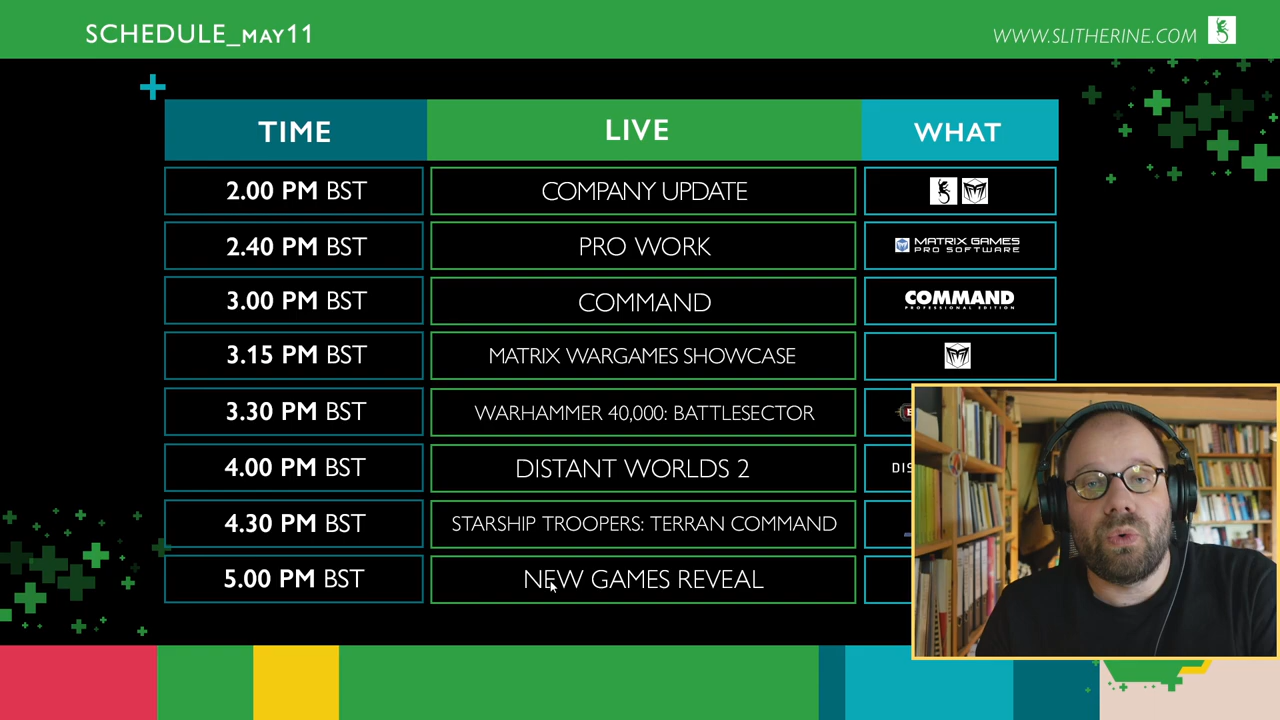 SCHEDULE_MAY11
WWW.SLITHERINE.COM
TIME LIVE WHAT
2.00 PM BST COMPANY UPDATE
2.40 PM BST PRO WORK MATRIX GAMES
PRO SOFTWARE
3.00 PM BST COMMAND COMMAND
PROFESSIONAL EDITION
3.15 PM BST MATRIX WARGAMES SHOWCASE
3.30 PM BST WARHAMMER 40,000: BATTLESECTOR
4.00 PM BST DISTANT WORLDS 2 DIS
4.30 PM BST STARSHIP TROOPERS: TERRAN COMMAND
5.00 PM BST NEW GAMES REVEAL